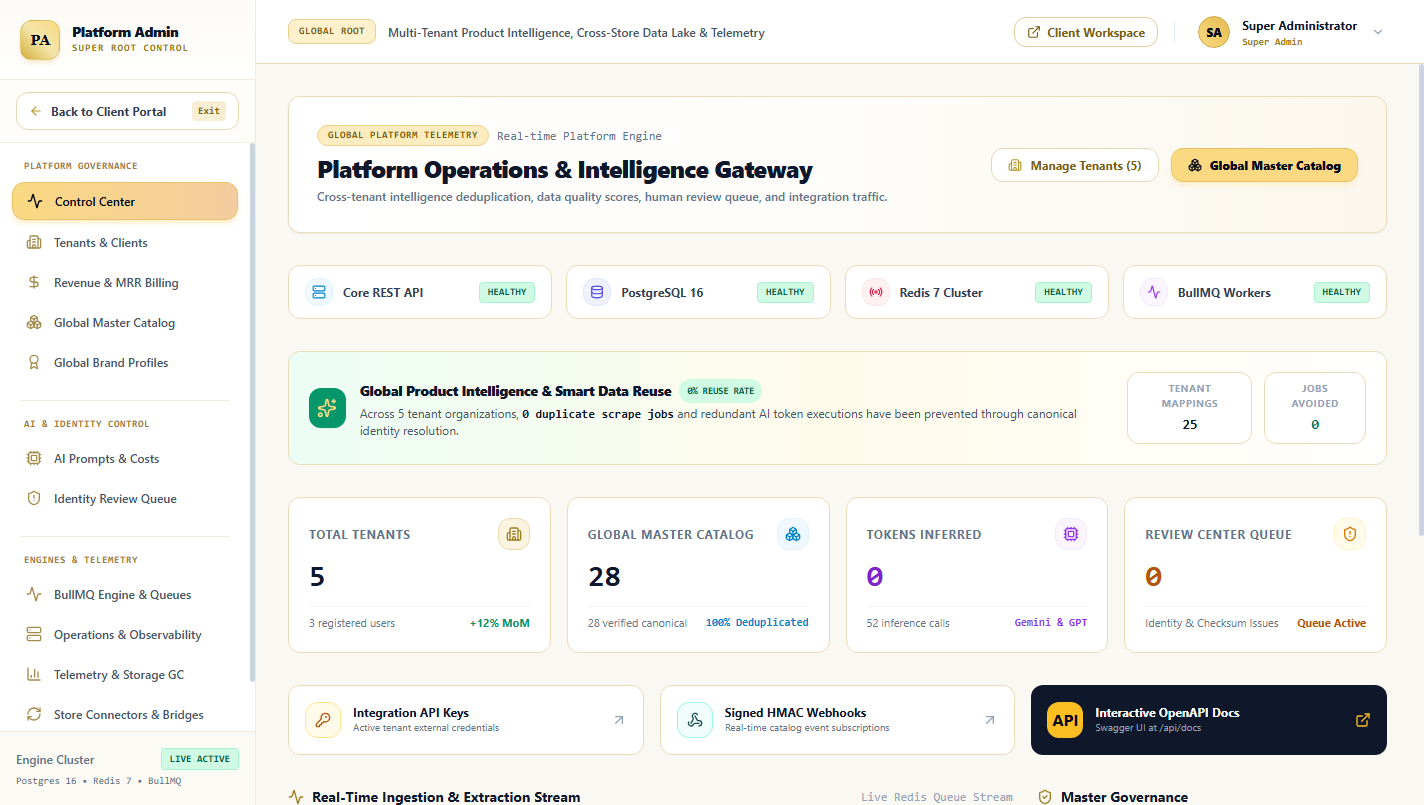 PA
Platform Admin
SUPER ROOT CONTROL
Back to Client Portal
Exit
PLATFORM GOVERNANCE
Control Center
Tenants & Clients
Revenue & MRR Billing
Global Master Catalog
Global Brand Profiles
AI & IDENTITY CONTROL
AI Prompts & Costs
Identity Review Queue
ENGINES & TELEMETRY
BullMQ Engine & Queues
Operations & Observability
Telemetry & Storage GC
Store Connectors & Bridges
Engine Cluster
LIVE ACTIVE
Postgres 16 • Redis 7 • BullMQ
GLOBAL ROOT
Multi-Tenant Product Intelligence, Cross-Store Data Lake & Telemetry
Client Workspace
SA
Super Administrator
Super Admin
GLOBAL PLATFORM TELEMETRY
Real-time Platform Engine
Platform Operations & Intelligence Gateway
Cross-tenant intelligence deduplication, data quality scores, human review queue, and integration traffic.
Manage Tenants (5)
Global Master Catalog
Core REST API
HEALTHY
PostgreSQL 16
HEALTHY
Redis 7 Cluster
HEALTHY
BullMQ Workers
HEALTHY
Global Product Intelligence & Smart Data Reuse
0% REUSE RATE
Across 5 tenant organizations, 0 duplicate scrape jobs and redundant AI token executions have been prevented through canonical
identity resolution.
TENANT
MAPPINGS
25
JOBS
AVOIDED
0
TOTAL TENANTS
5
3 registered users
+12% MoM
GLOBAL MASTER CATALOG
28
28 verified canonical
100% Deduplicated
TOKENS INFERRED
0
52 inference calls
Gemini & GPT
REVIEW CENTER QUEUE
0
Identity & Checksum Issues
Queue Active
Integration API Keys
Active tenant external credentials
Signed HMAC Webhooks
Real-time catalog event subscriptions
API
Interactive OpenAPI Docs
Swagger UI at /api/docs
Real-Time Ingestion & Extraction Stream
Live Redis Queue Stream
Master Governance